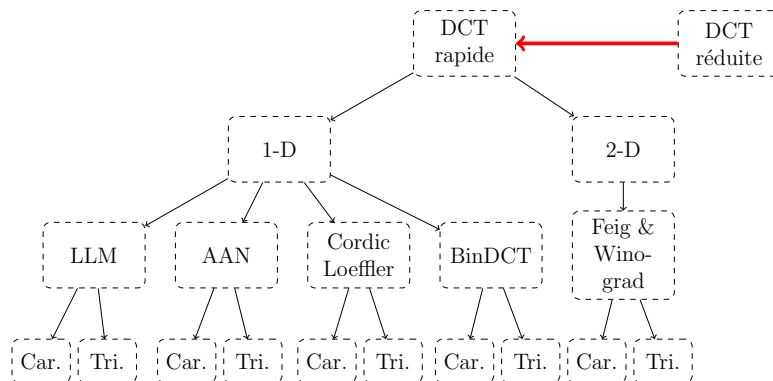 DCT
rapide
DCT
réduite
1-D
2-D
LLM
AAN
Cordic
Loeffler
BinDCT
Feig &
Wino-
grad
Car.
Tri.
Car.
Tri.
Car.
Tri.
Car.
Tri.
Car.
Tri.